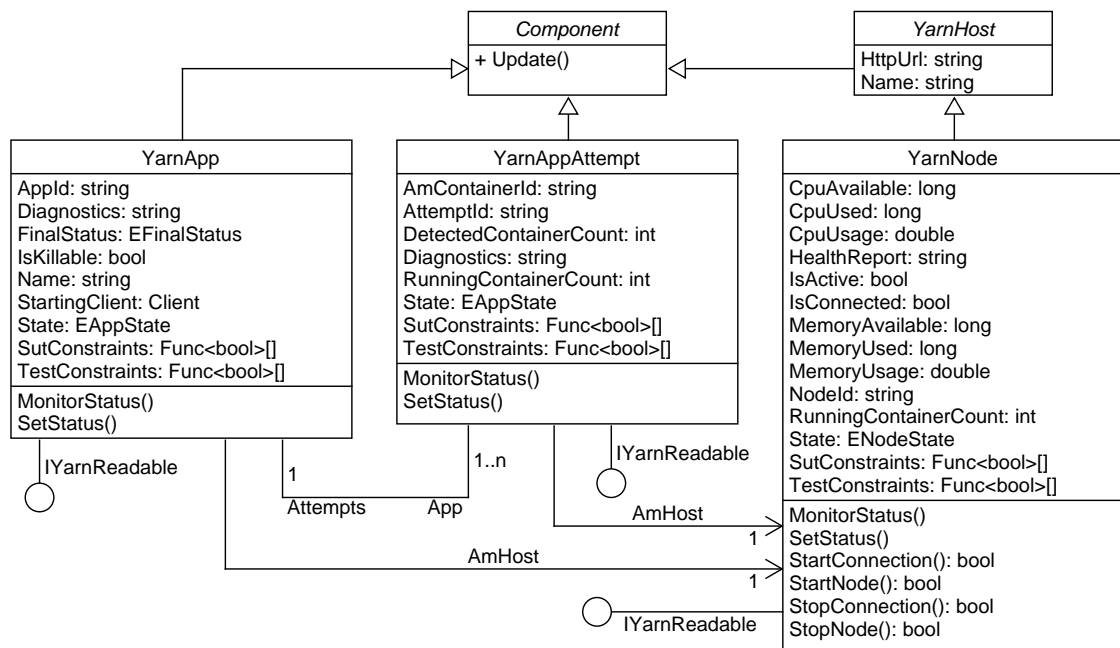 Component
+ Update()
YarnHost
HttpUrl: string
Name: string
YarnApp
AppId: string
Diagnostics: string
FinalStatus: EFinalStatus
IsKillable: bool
Name: string
StartingClient: Client
State: EAppState
SutConstraints: Func<bool>[]
TestConstraints: Func<bool>[]
MonitorStatus()
SetStatus()
YarnAppAttempt
AmContainerId: string
AttemptId: string
DetectedContainerCount: int
Diagnostics: string
RunningContainerCount: int
State: EAppState
SutConstraints: Func<bool>[]
TestConstraints: Func<bool>[]
MonitorStatus()
SetStatus()
YarnNode
CpuAvailable: long
CpuUsed: long
CpuUsage: double
HealthReport: string
IsActive: bool
IsConnected: bool
MemoryAvailable: long
MemoryUsed: long
MemoryUsage: double
NodeId: string
RunningContainerCount: int
State: ENodeState
SutConstraints: Func<bool>[]
TestConstraints: Func<bool>[]
MonitorStatus()
SetStatus()
StartConnection(): bool
StartNode(): bool
StopConnection(): bool
StopNode(): bool
IYarnReadable
1
1..n
IYarnReadable
Attempts
App
AmHost
1
AmHost
1
IYarnReadable